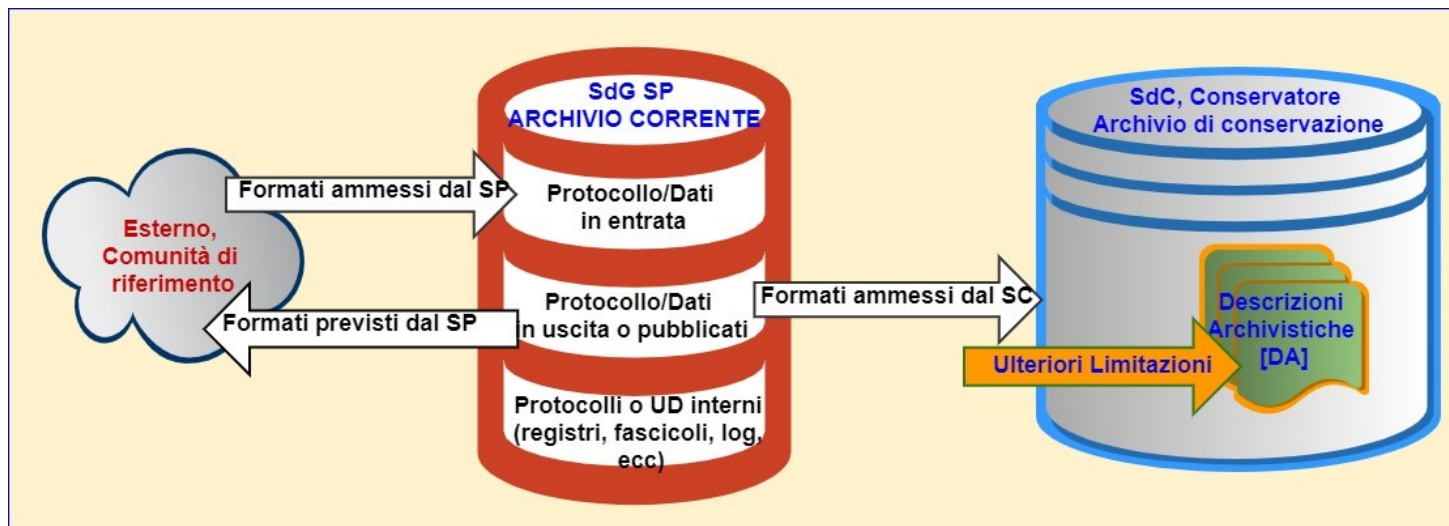 Esterno,
Comunità di
riferimento
Formati ammessi dal SP
Formati previsti dal SP
SdG SP
ARCHIVIO CORRENTE
Protocollo/Dati
in entrata
Protocollo/Dati
in uscita o pubblicati
Protocolli o UD interni
(registri, fascicoli, log,
ecc)
Formati ammessi dal SC
SdC, Conservatore
Archivio di conservazione
Ulteriori Limitazioni
Descrizioni
Archivistiche
[DA]